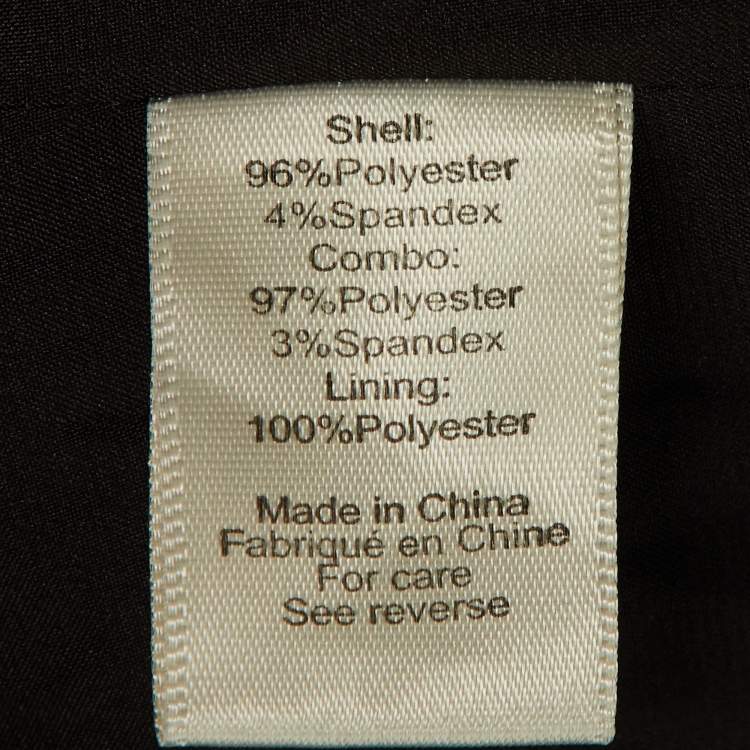 Shell:
96%Polyester
4%Spandex
Combo:
97%Polyester
3%Spandex
Lining:
100%Polyester
Made in China
Fabriqué en Chine
For care
See reverse